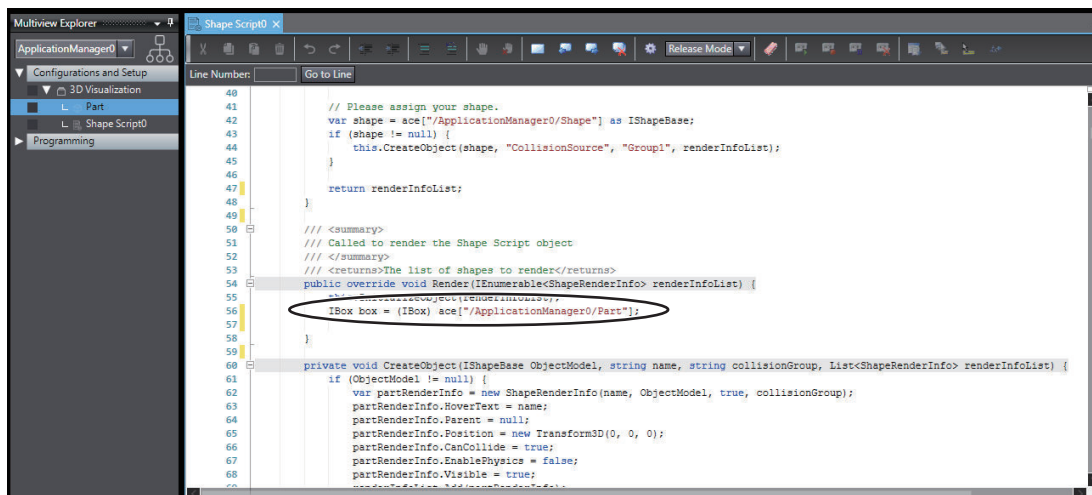 Multiview Explorer
Shape Script0 ×
ApplicationManager0
Release Mode
Configurations and Setup
Line Number:
Go to Line
3D Visualization
Part
Shape Script0
Programming
40
41 // Please assign your shape.
42 var shape = ace["/ApplicationManager0/Shape"] as IShapeBase;
43 if (shape != null) {
44 this.CreateObject(shape, "CollisionSource", "Group1", renderInfoList);
45 }
46
47 return renderInfoList;
48 }
49
50 /// <summary>
51 /// Called to render the Shape Script object
52 /// </summary>
53 /// <returns>The list of shapes to render</returns>
54 public override void Render(IEnumerable<ShapeRenderInfo> renderInfoList) {
55 this.InitializeObject(renderInfoList);
56 IBox box = (IBox) ace["/ApplicationManager0/Part"];
57
58 }
59
60 private void CreateObject(IShapeBase ObjectModel, string name, string collisionGroup, List<ShapeRenderInfo> renderInfoList) {
61 if (ObjectModel != null) {
62 var partRenderInfo = new ShapeRenderInfo(name, ObjectModel, true, collisionGroup);
63 partRenderInfo.HoverText = name;
64 partRenderInfo.Parent = null;
65 partRenderInfo.Position = new Transform3D(0, 0, 0);
66 partRenderInfo.CanCollide = true;
67 partRenderInfo.EnablePhysics = false;
68 partRenderInfo.Visible = true;